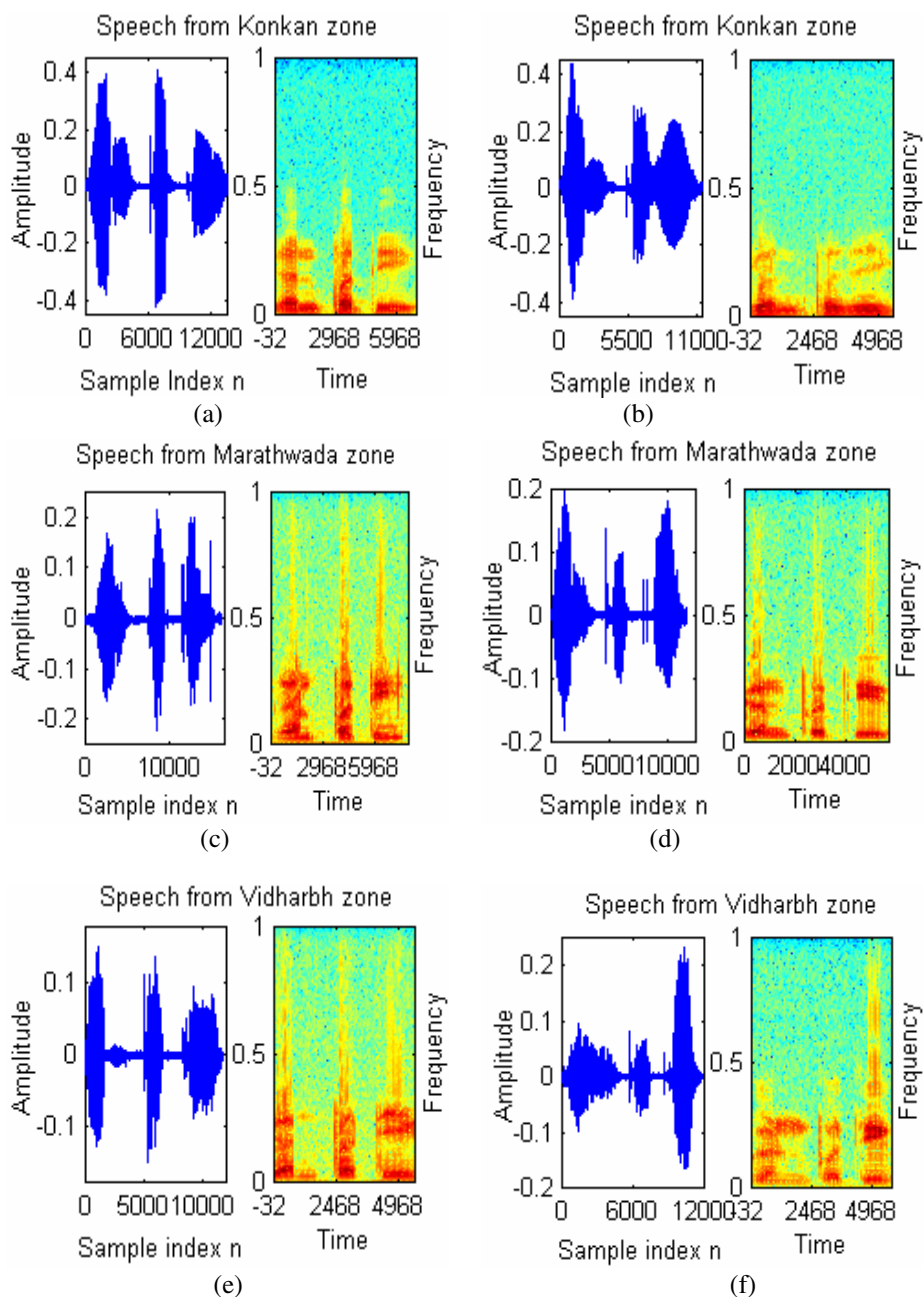 Speech from Konkan zone
0.4
0.2
0
-0.2
-0.4
Amplitude
0 6000 12000
Sample Index n
1
0.5
0
Frequency
-32 2968 5968
Time
(a)
Speech from Konkan zone
0.4
0.2
0
-0.2
-0.4
Amplitude
0 5500 11000
Sample index n
1
0.5
0
Frequency
-32 2468 4968
Time
(b)
Speech from Marathwada zone
0.2
0.1
0
-0.1
-0.2
Amplitude
0 10000
Sample index n
1
0.5
0
Frequency
-32 2968 5968
Time
(c)
Speech from Marathwada zone
0.2
0.1
0
-0.1
-0.2
Amplitude
0 5000 10000
Sample index n
1
0.5
0
Frequency
0 2000 4000
Time
(d)
Speech from Vidharbh zone
0.1
0
-0.1
Amplitude
0 5000 10000
Sample index n
1
0.5
0
Frequency
-32 2468 4968
Time
(e)
Speech from Vidharbh zone
0.2
0.1
0
-0.1
-0.2
Amplitude
0 6000 12000
Sample index n
1
0.5
0
Frequency
-32 2468 4968
Time
(f)